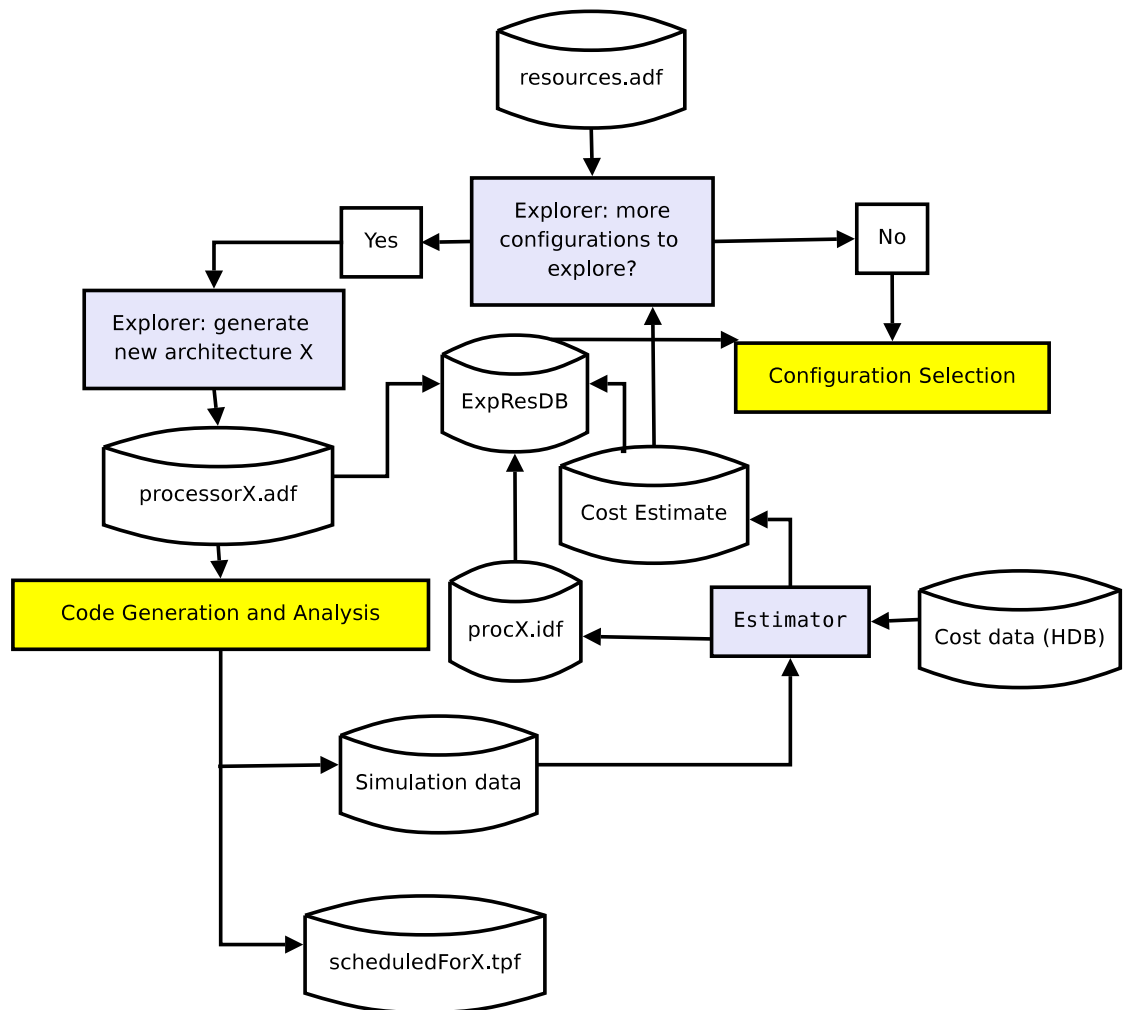 resources.adf
Explorer: more
configurations to
explore?
Yes
No
Explorer: generate
new architecture X
Configuration Selection
ExpResDB
processorX.adf
Cost Estimate
Code Generation and Analysis
procX.idf
Estimator
Cost data (HDB)
Simulation data
scheduledForX.tpf